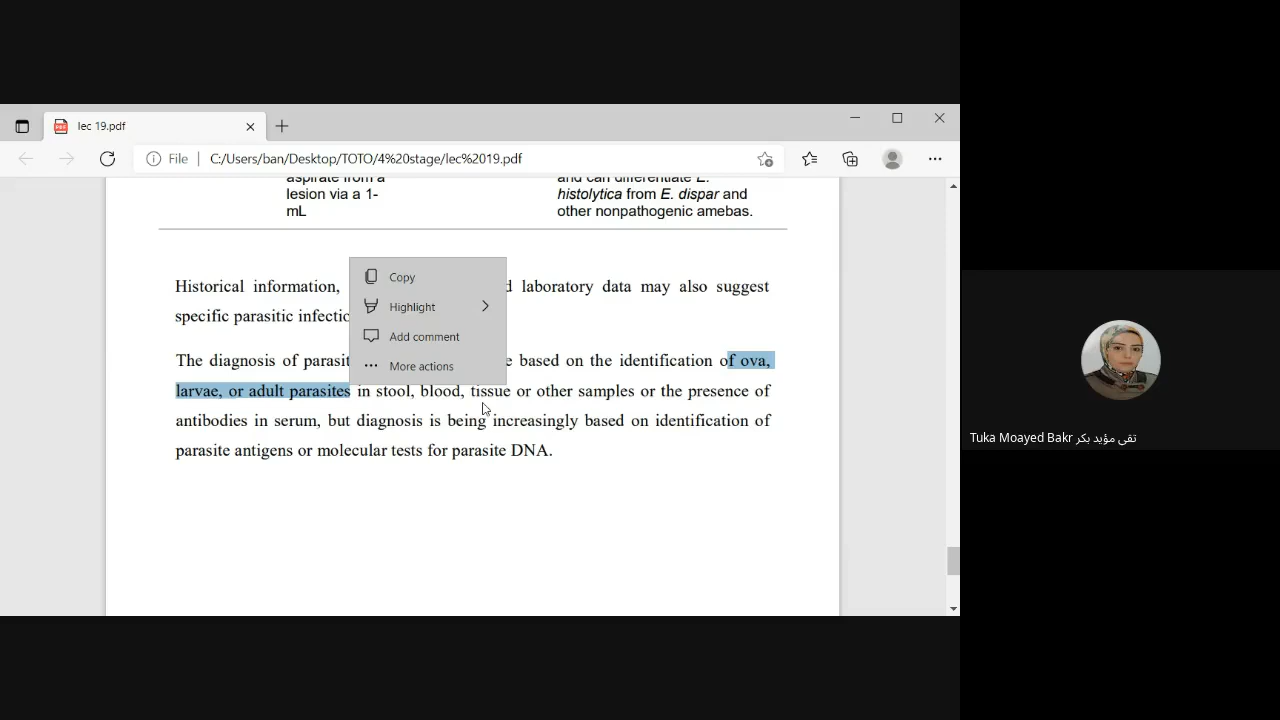 lec 19.pdf
File
C:/Users/ban/Desktop/TOTO/4%20stage/lec%2019.pdf
aspirate from a
lesion via a 1-
mL
and can differentiate E.
histolytica from E. dispar and
other nonpathogenic amebas.
Historical information, d laboratory data may also suggest
specific parasitic infectio
The diagnosis of parasit e based on the identification of ova,
larvae, or adult parasites in stool, blood, tissue or other samples or the presence of
antibodies in serum, but diagnosis is being increasingly based on identification of
parasite antigens or molecular tests for parasite DNA.
Copy
Highlight
Add comment
More actions
Tuka Moayed Bakr تقى مؤيد بكر